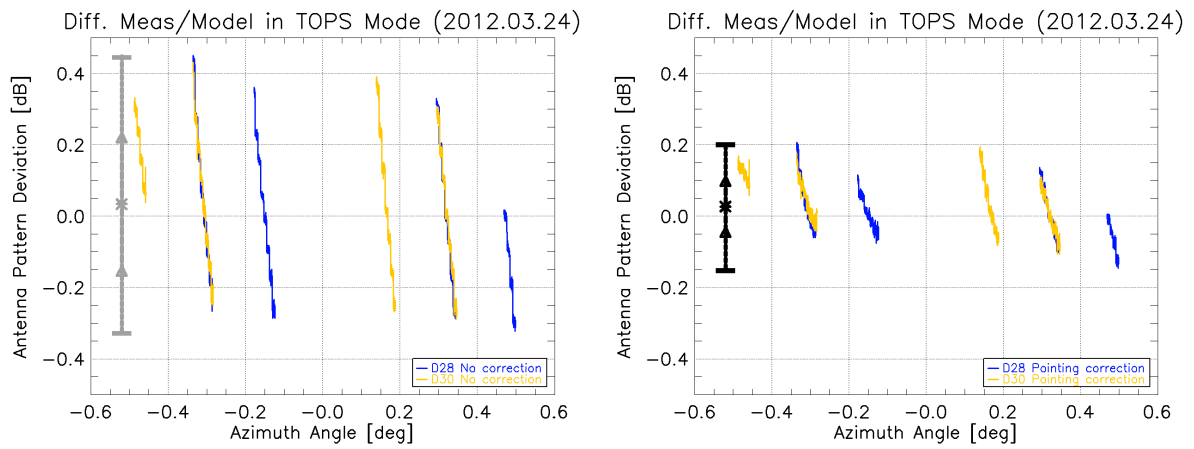 Diff. Meas/Model in TOPS Mode (2012.03.24)
Antenna Pattern Deviation [dB]
0.4
0.2
0.0
−0.2
−0.4
D28 No correction
D30 No correction
−0.6 −0.4 −0.2 −0.0 0.2 0.4 0.6
Azimuth Angle [deg]
Diff. Meas/Model in TOPS Mode (2012.03.24)
Antenna Pattern Deviation [dB]
0.4
0.2
0.0
−0.2
−0.4
D28 Pointing correction
D30 Pointing correction
−0.6 −0.4 −0.2 −0.0 0.2 0.4 0.6
Azimuth Angle [deg]